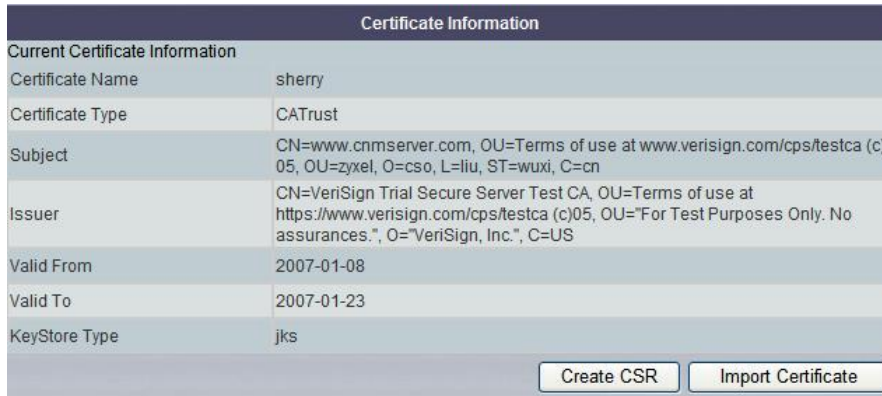 Certificate Information
Current Certificate Information
Certificate Name sherry
Certificate Type CATrust
Subject CN=www.cnmserver.com, OU=Terms of use at www.verisign.com/cps/testca (c)
05, OU=zyxel, O=cso, L=liu, ST=wuxi, C=cn
Issuer CN=VeriSign Trial Secure Server Test CA, OU=Terms of use at
https://www.verisign.com/cps/testca (c)05, OU="For Test Purposes Only. No
assurances.", O="VeriSign, Inc.", C=US
Valid From 2007-01-08
Valid To 2007-01-23
KeyStore Type jks
Create CSR Import Certificate